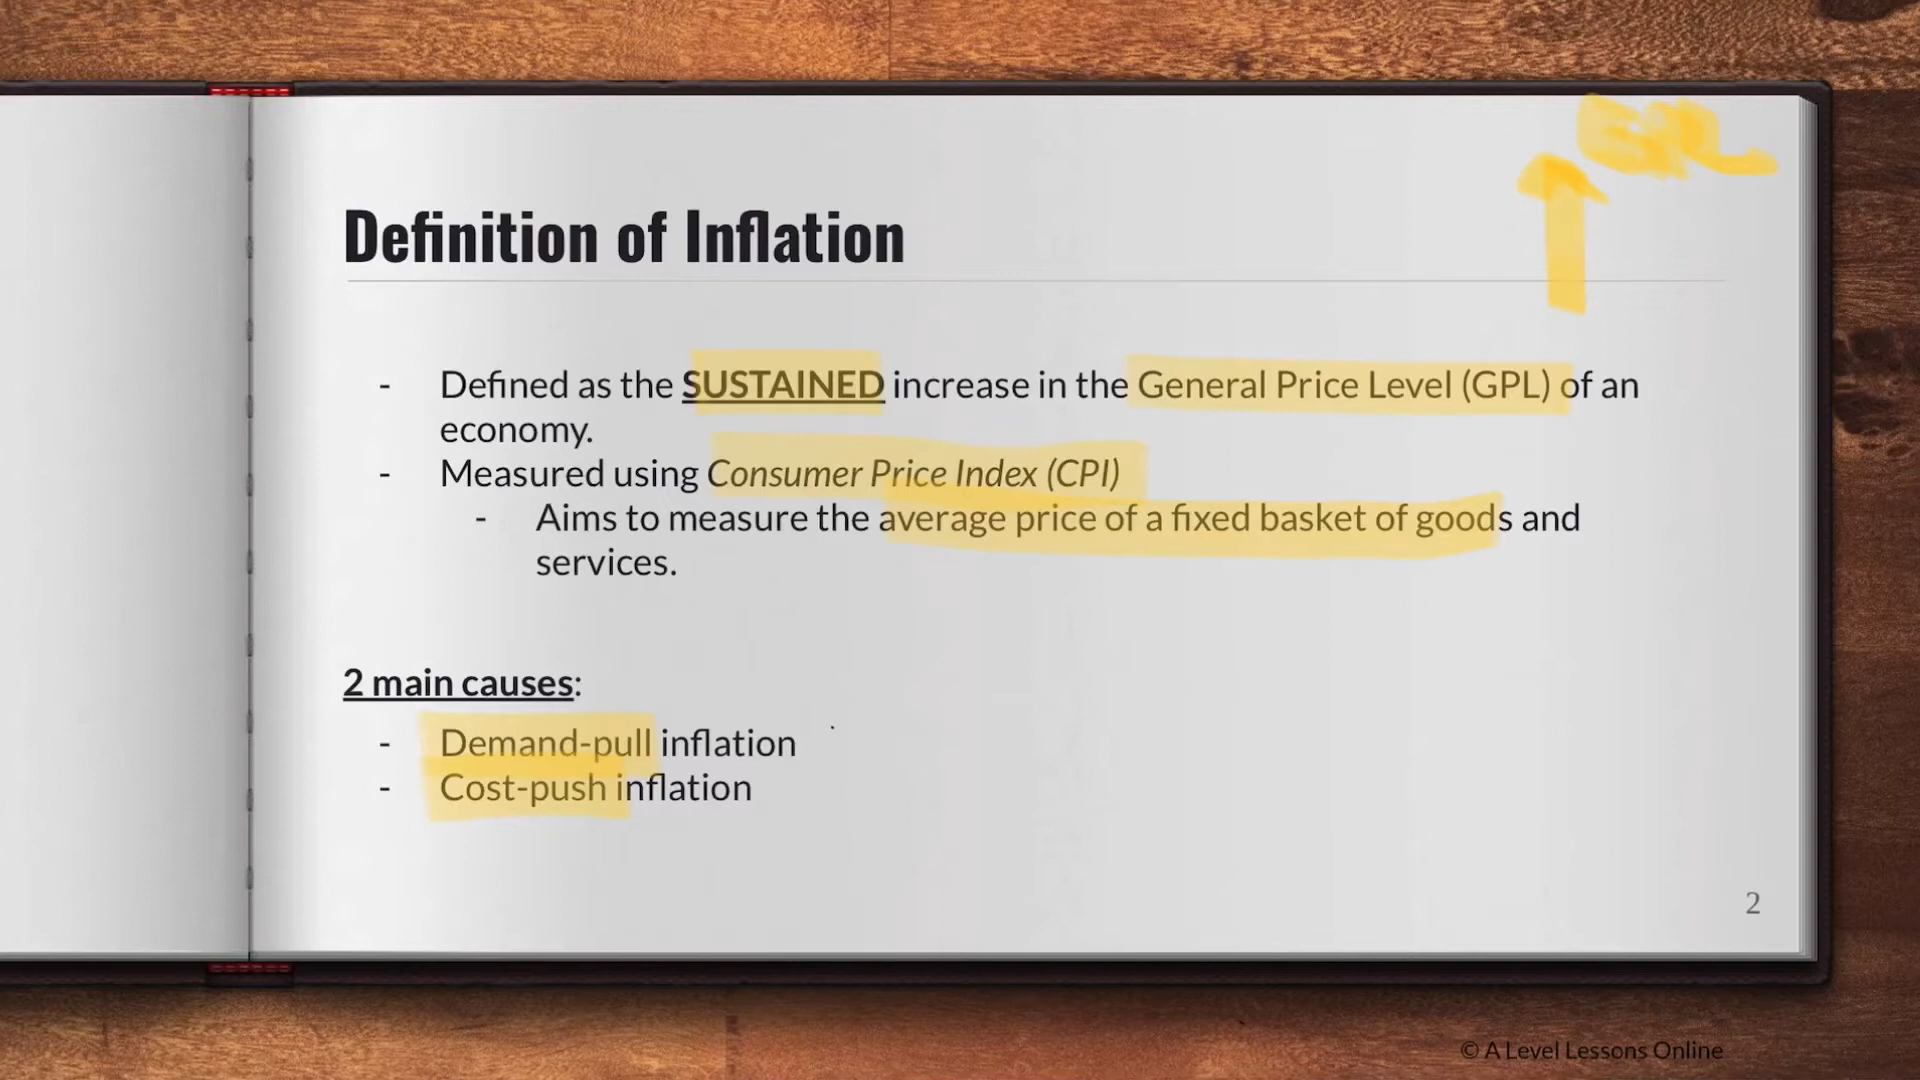 GPL
Definition of Inflation
- Defined as the SUSTAINED increase in the General Price Level (GPL) of an
economy.
- Measured using Consumer Price Index (CPI)
- Aims to measure the average price of a fixed basket of goods and
services.
2 main causes:
- Demand-pull inflation
- Cost-push inflation
2
© A Level Lessons Online